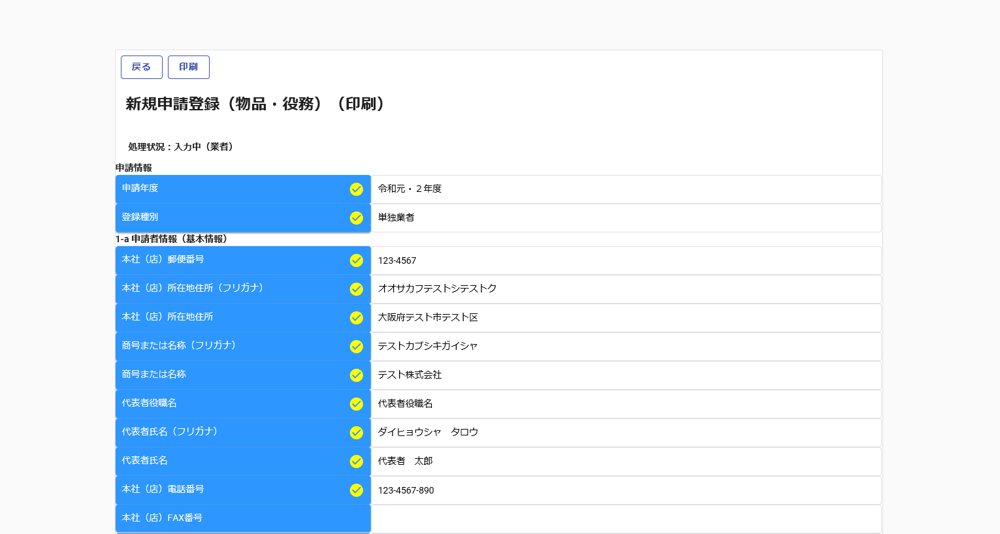 戻る 印刷
新規申請登録（物品・役務）（印刷）
処理状況：入力中（業者）
申請情報
申請年度 令和元・２年度
登録種別 単独業者
1-a 申請者情報（基本情報）
本社（店）郵便番号 123-4567
本社（店）所在地住所（フリガナ） オオサカフテストシテストク
本社（店）所在地住所 大阪府テスト市テスト区
商号または名称（フリガナ） テストカブシキガイシャ
商号または名称 テスト株式会社
代表者役職名 代表者役職名
代表者氏名（フリガナ） ダイヒョウシャ　タロウ
代表者氏名 代表者　太郎
本社（店）電話番号 123-4567-890
本社（店）FAX番号